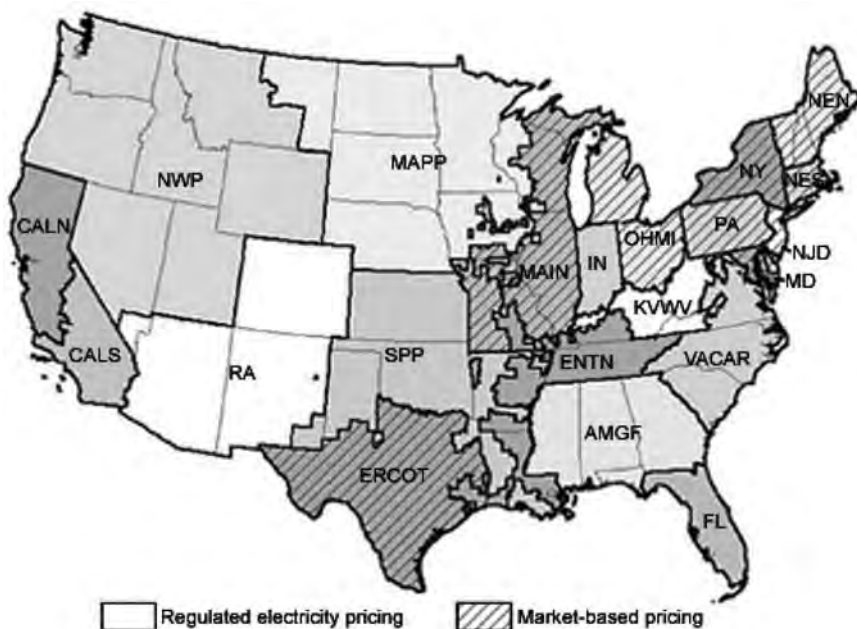 NEN
NWP
MAPP
NY
NES
CALN
PA
OHMI
MAIN
IN
NJD
MD
KVWV
CALS
RA
SPP
ENTN
VACAR
AMGF
ERCOT
FL
Regulated electricity pricing
Market-based pricing